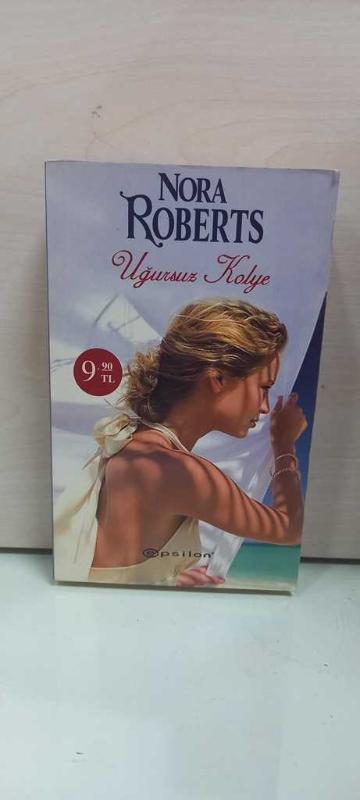 NORA
ROBERTS
Uğursuz Kolye
9.90
TL
epsilon®